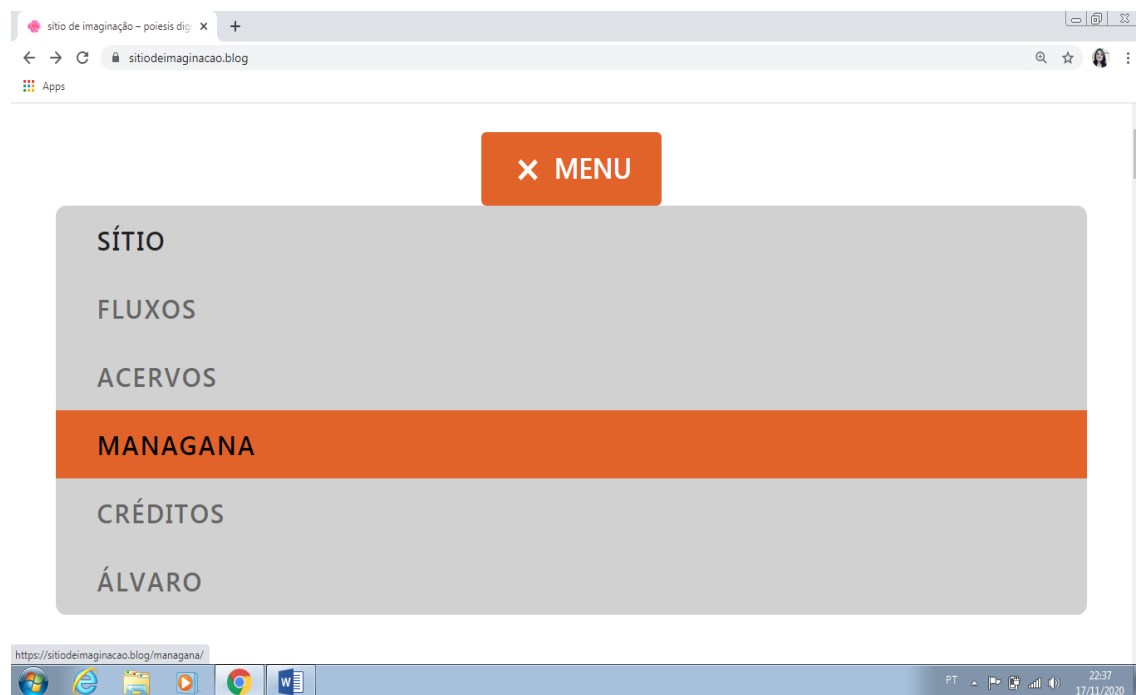 sítio de imaginação – poiesis dig
sitiodeimaginacao.blog
Apps
× MENU
SÍTIO
FLUXOS
ACERVOS
MANAGANA
CRÉDITOS
ÁLVARO
https://sitiodeimaginacao.blog/managana/
PT 22:37
17/11/2020